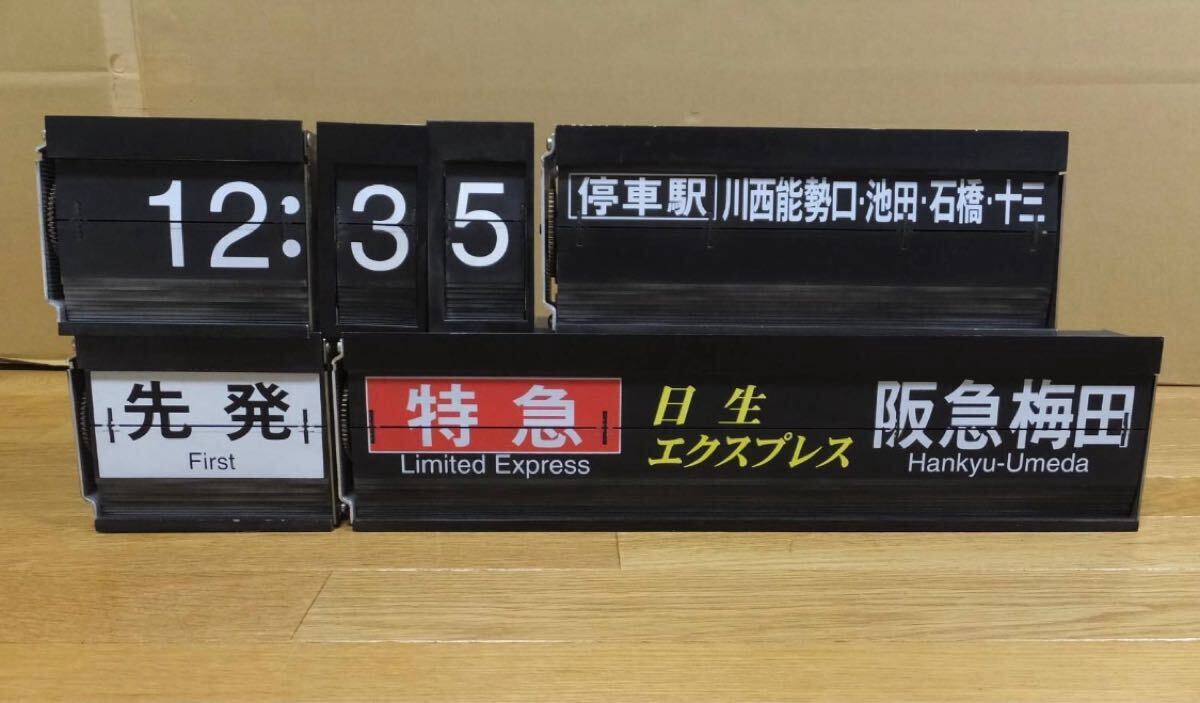 12:35
停車駅 川西能勢口・池田・石橋・十三
先発
First
特急
Limited Express
日生
エクスプレス
阪急梅田
Hankyu-Umeda